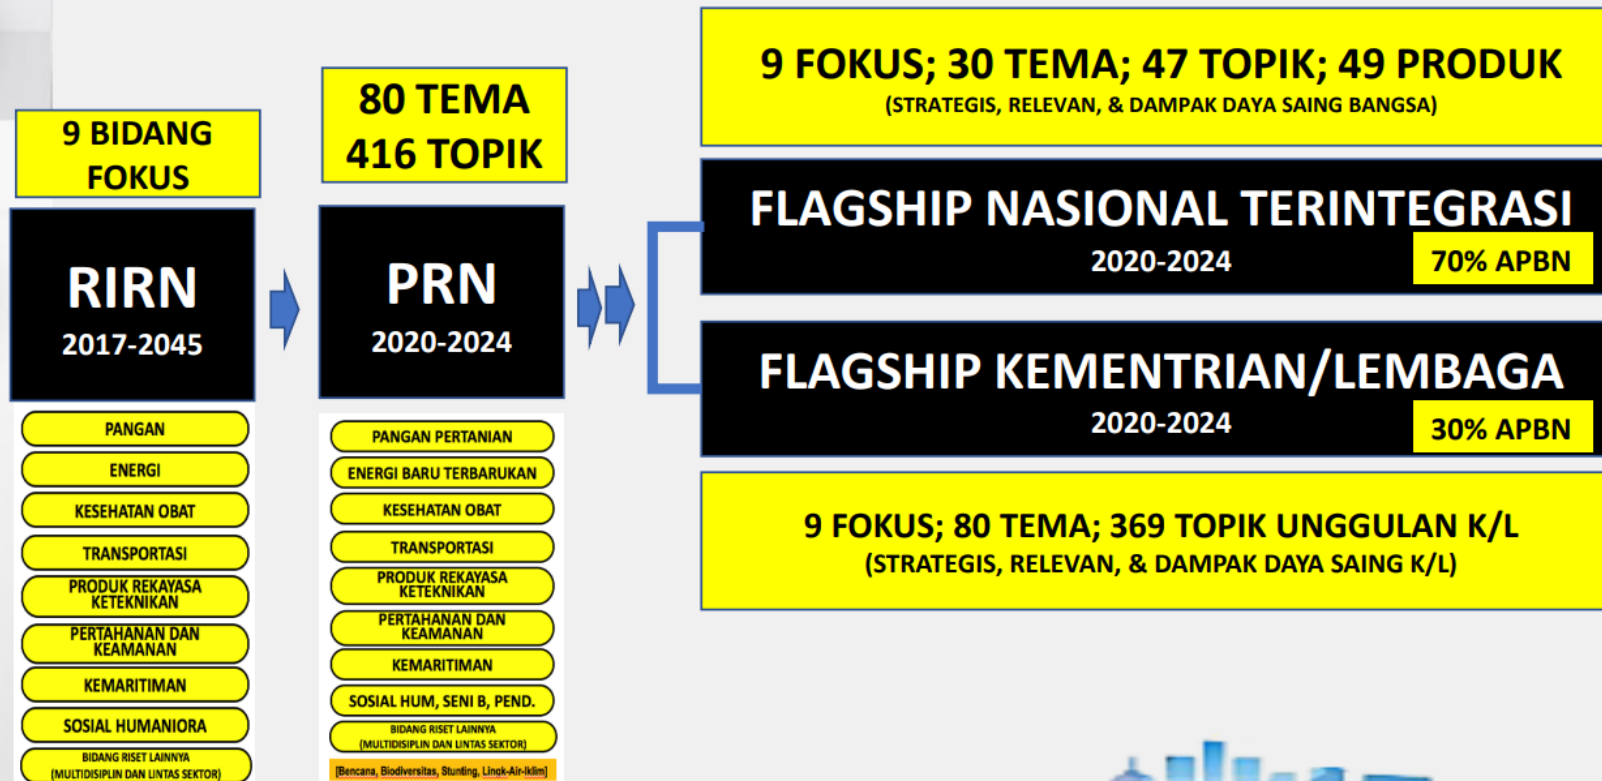 9 BIDANG
FOKUS
RIRN
2017-2045
PANGAN
ENERGI
KESEHATAN OBAT
TRANSPORTASI
PRODUK REKAYASA
KETEKNIKAN
PERTAHANAN DAN
KEAMANAN
KEMARITIMAN
SOSIAL HUMANIORA
BIDANG RISET LAINNYA
(MULTIDISIPLIN DAN LINTAS SEKTOR)
80 TEMA
416 TOPIK
PRN
2020-2024
PANGAN PERTANIAN
ENERGI BARU TERBARUKAN
KESEHATAN OBAT
TRANSPORTASI
PRODUK REKAYASA
KETEKNIKAN
PERTAHANAN DAN
KEAMANAN
KEMARITIMAN
SOSIAL HUM, SENI B, PEND.
BIDANG RISET LAINNYA
(MULTIDISIPLIN DAN LINTAS SEKTOR)
[Bencana, Biodiversitas, Stunting, Lingk-Air-Iklim]
9 FOKUS; 30 TEMA; 47 TOPIK; 49 PRODUK
(STRATEGIS, RELEVAN, & DAMPAK DAYA SAING BANGSA)
FLAGSHIP NASIONAL TERINTEGRASI
2020-2024
70% APBN
FLAGSHIP KEMENTRIAN/LEMBAGA
2020-2024
30% APBN
9 FOKUS; 80 TEMA; 369 TOPIK UNGGULAN K/L
(STRATEGIS, RELEVAN, & DAMPAK DAYA SAING K/L)